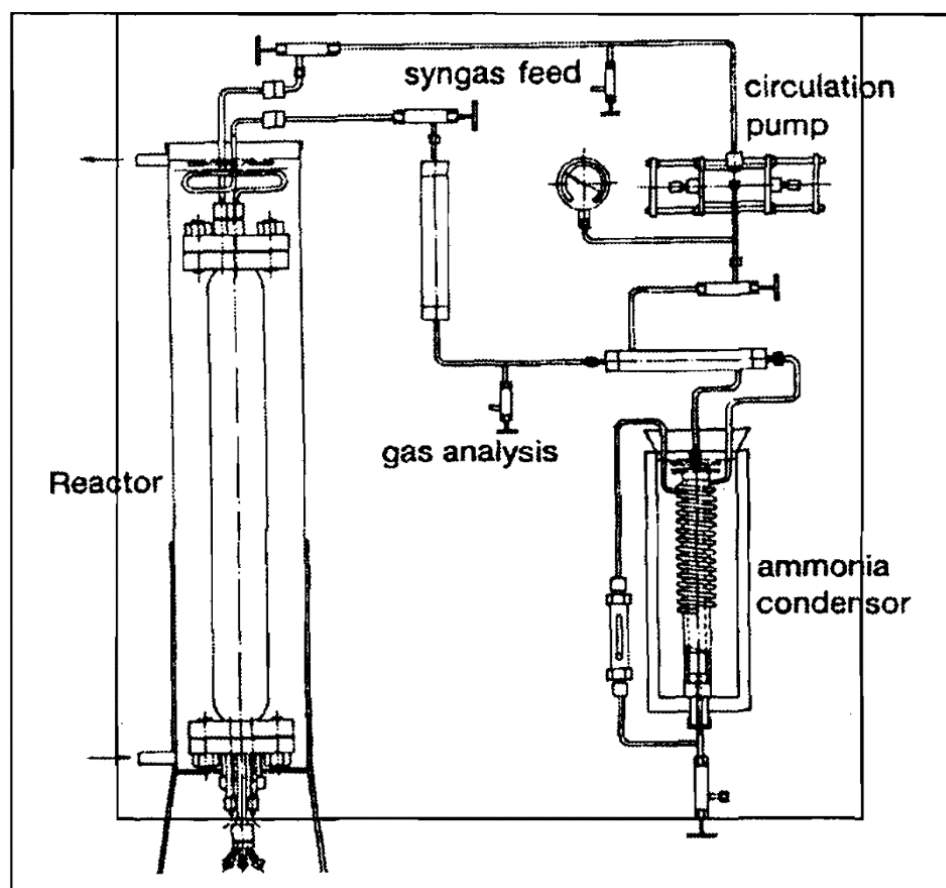 syngas feed
circulation
pump
gas analysis
Reactor
ammonia
condensor